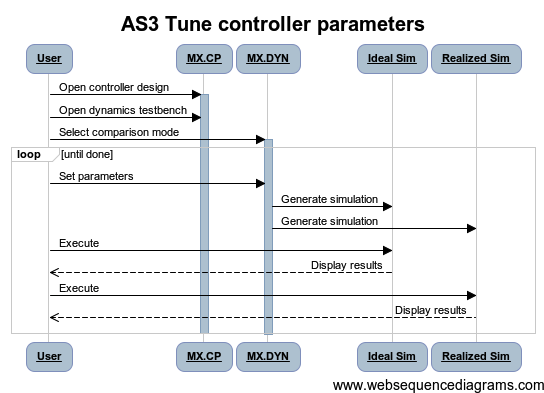 AS3 Tune controller parameters
User MX.CP MX.DYN Ideal Sim Realized Sim
Open controller design
Open dynamics testbench
Select comparison mode
loop [until done]
Set parameters
Generate simulation
Generate simulation
Execute
Display results
Execute
Display results
User MX.CP MX.DYN Ideal Sim Realized Sim
www.websequencediagrams.com